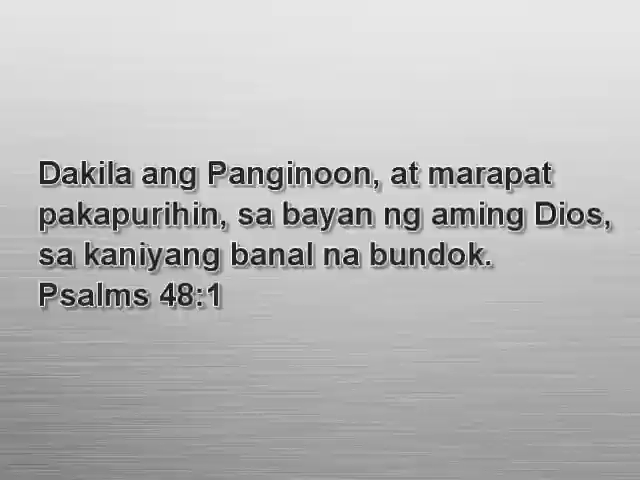 Dakila ang Panginoon, at marapat
pakapurihin, sa bayan ng aming Dios,
sa kaniyang banal na bundok.
Psalms 48:1